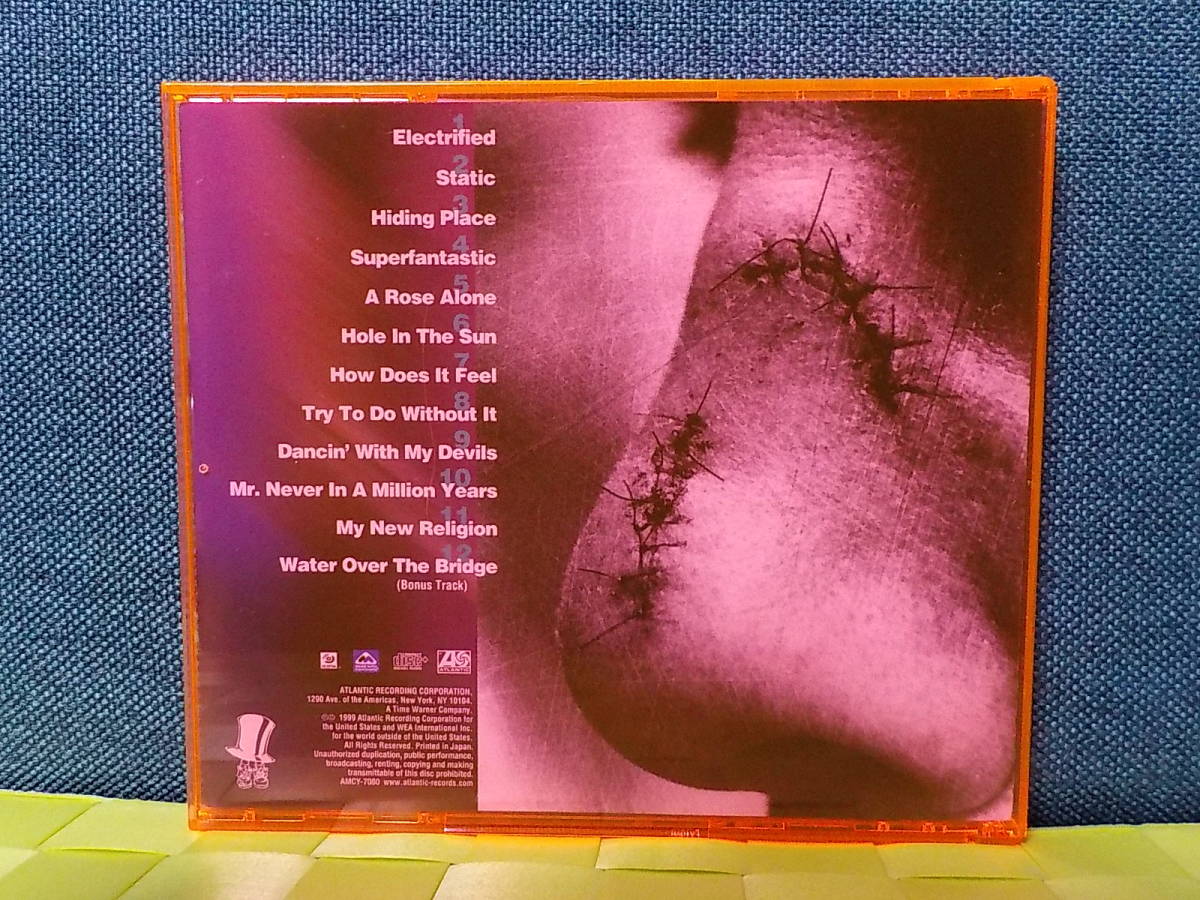 1
Electrified
2
Static
3
Hiding Place
4
Superfantastic
5
A Rose Alone
6
Hole In The Sun
7
How Does It Feel
8
Try To Do Without It
9
Dancin' With My Devils
10
Mr. Never In A Million Years
11
My New Religion
12
Water Over The Bridge
(Bonus Track)
disc
ATLANTIC
ATLANTIC RECORDING CORPORATION,
1290 Ave. of the Americas, New York, NY 10104.
A Time Warner Company.
℗© 1999 Atlantic Recording Corporation for
the United States and WEA International Inc.
for the world outside of the United States.
All Rights Reserved. Printed in Japan.
Unauthorized duplication, public performance,
broadcasting, renting, copying and making
transmittable of this disc prohibited.
AMCY-7080 www.atlantic-records.com